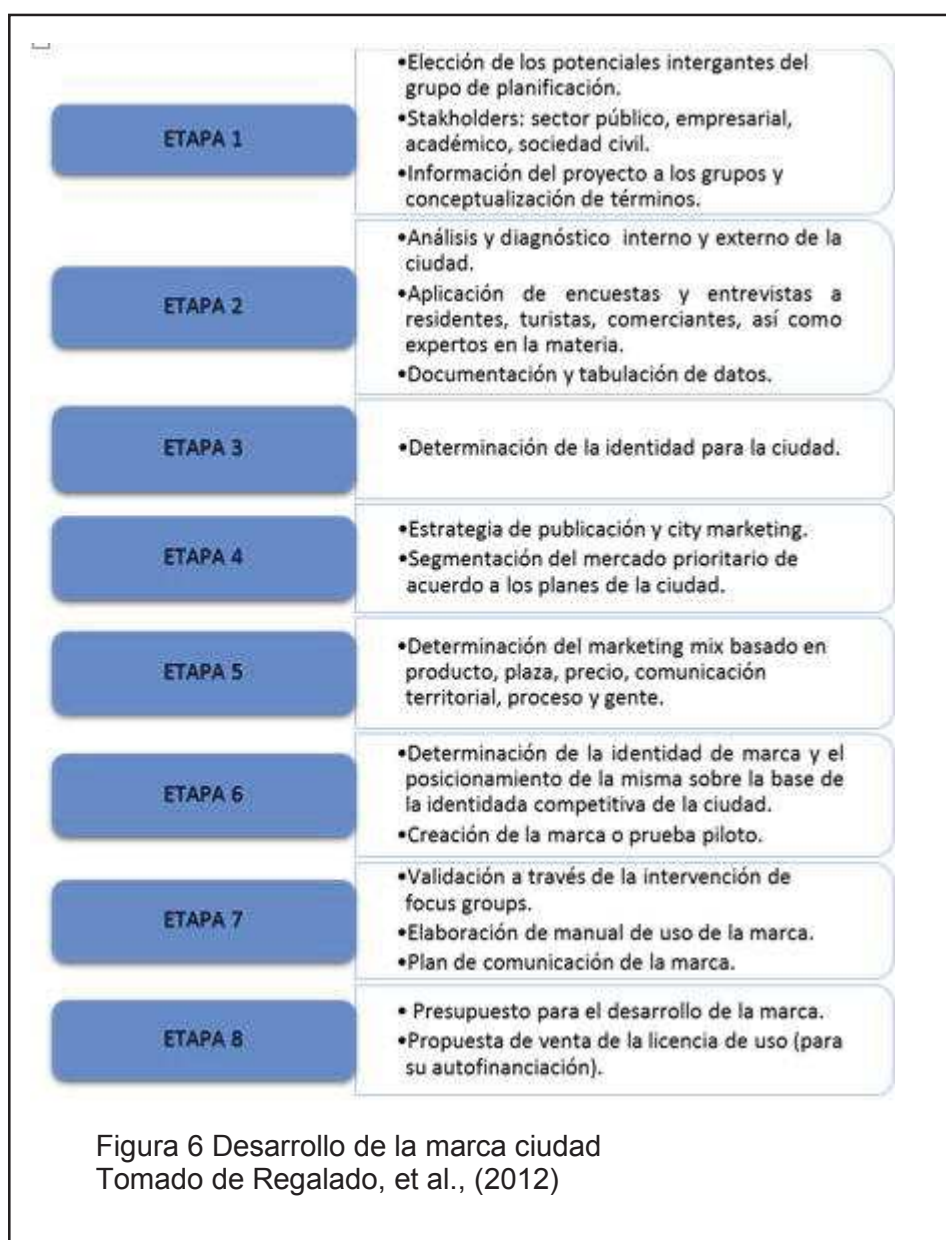 ETAPA 1
•Elección de los potenciales intergantes del
grupo de planificación.
•Stakholders: sector público, empresarial,
académico, sociedad civil.
•Información del proyecto a los grupos y
conceptualización de términos.
ETAPA 2
•Análisis y diagnóstico interno y externo de la
ciudad.
•Aplicación de encuestas y entrevistas a
residentes, turistas, comerciantes, así como
expertos en la materia.
•Documentación y tabulación de datos.
ETAPA 3
•Determinación de la identidad para la ciudad.
ETAPA 4
•Estrategia de publicación y city marketing.
•Segmentación del mercado prioritario de
acuerdo a los planes de la ciudad.
ETAPA 5
•Determinación del marketing mix basado en
producto, plaza, precio, comunicación
territorial, proceso y gente.
ETAPA 6
•Determinación de la identidad de marca y el
posicionamiento de la misma sobre la base de
la identidada competitiva de la ciudad.
•Creación de la marca o prueba piloto.
ETAPA 7
•Validación a través de la intervención de
focus groups.
•Elaboración de manual de uso de la marca.
•Plan de comunicación de la marca.
ETAPA 8
• Presupuesto para el desarrollo de la marca.
•Propuesta de venta de la licencia de uso (para
su autofinanciación).
Figura 6 Desarrollo de la marca ciudad
Tomado de Regalado, et al., (2012)